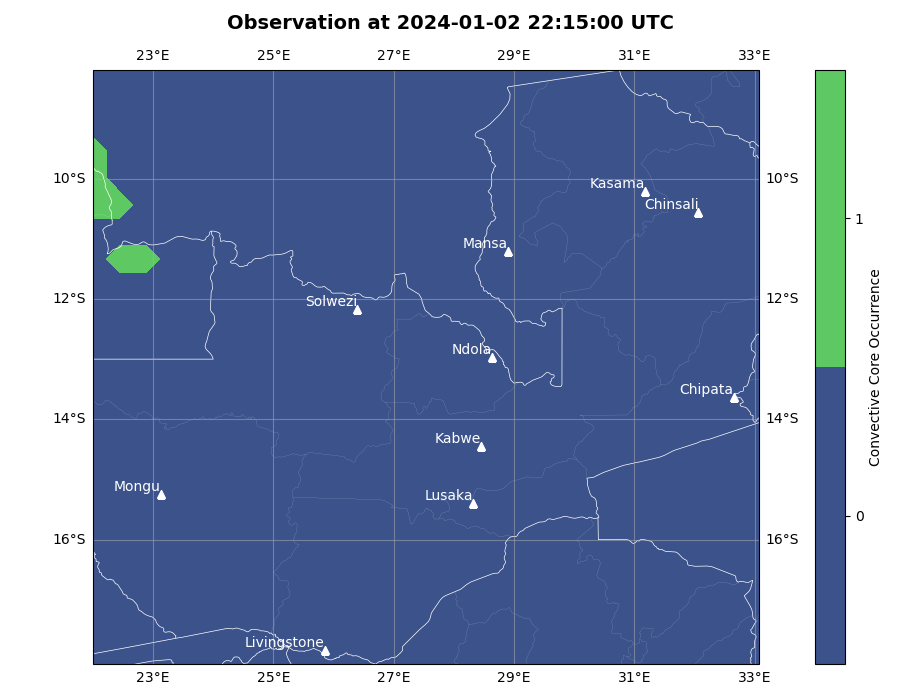 Observation at 2024-01-02 22:15:00 UTC
23°E 25°E 27°E 29°E 31°E 33°E
10°S 10°S
Kasama
Chinsali
1
Mansa
12°S 12°S
Solwezi
Ndola
Chipata
Convective Core Occurrence
14°S 14°S
Kabwe
Mongu
Lusaka
0
16°S 16°S
Livingstone
23°E 25°E 27°E 29°E 31°E 33°E